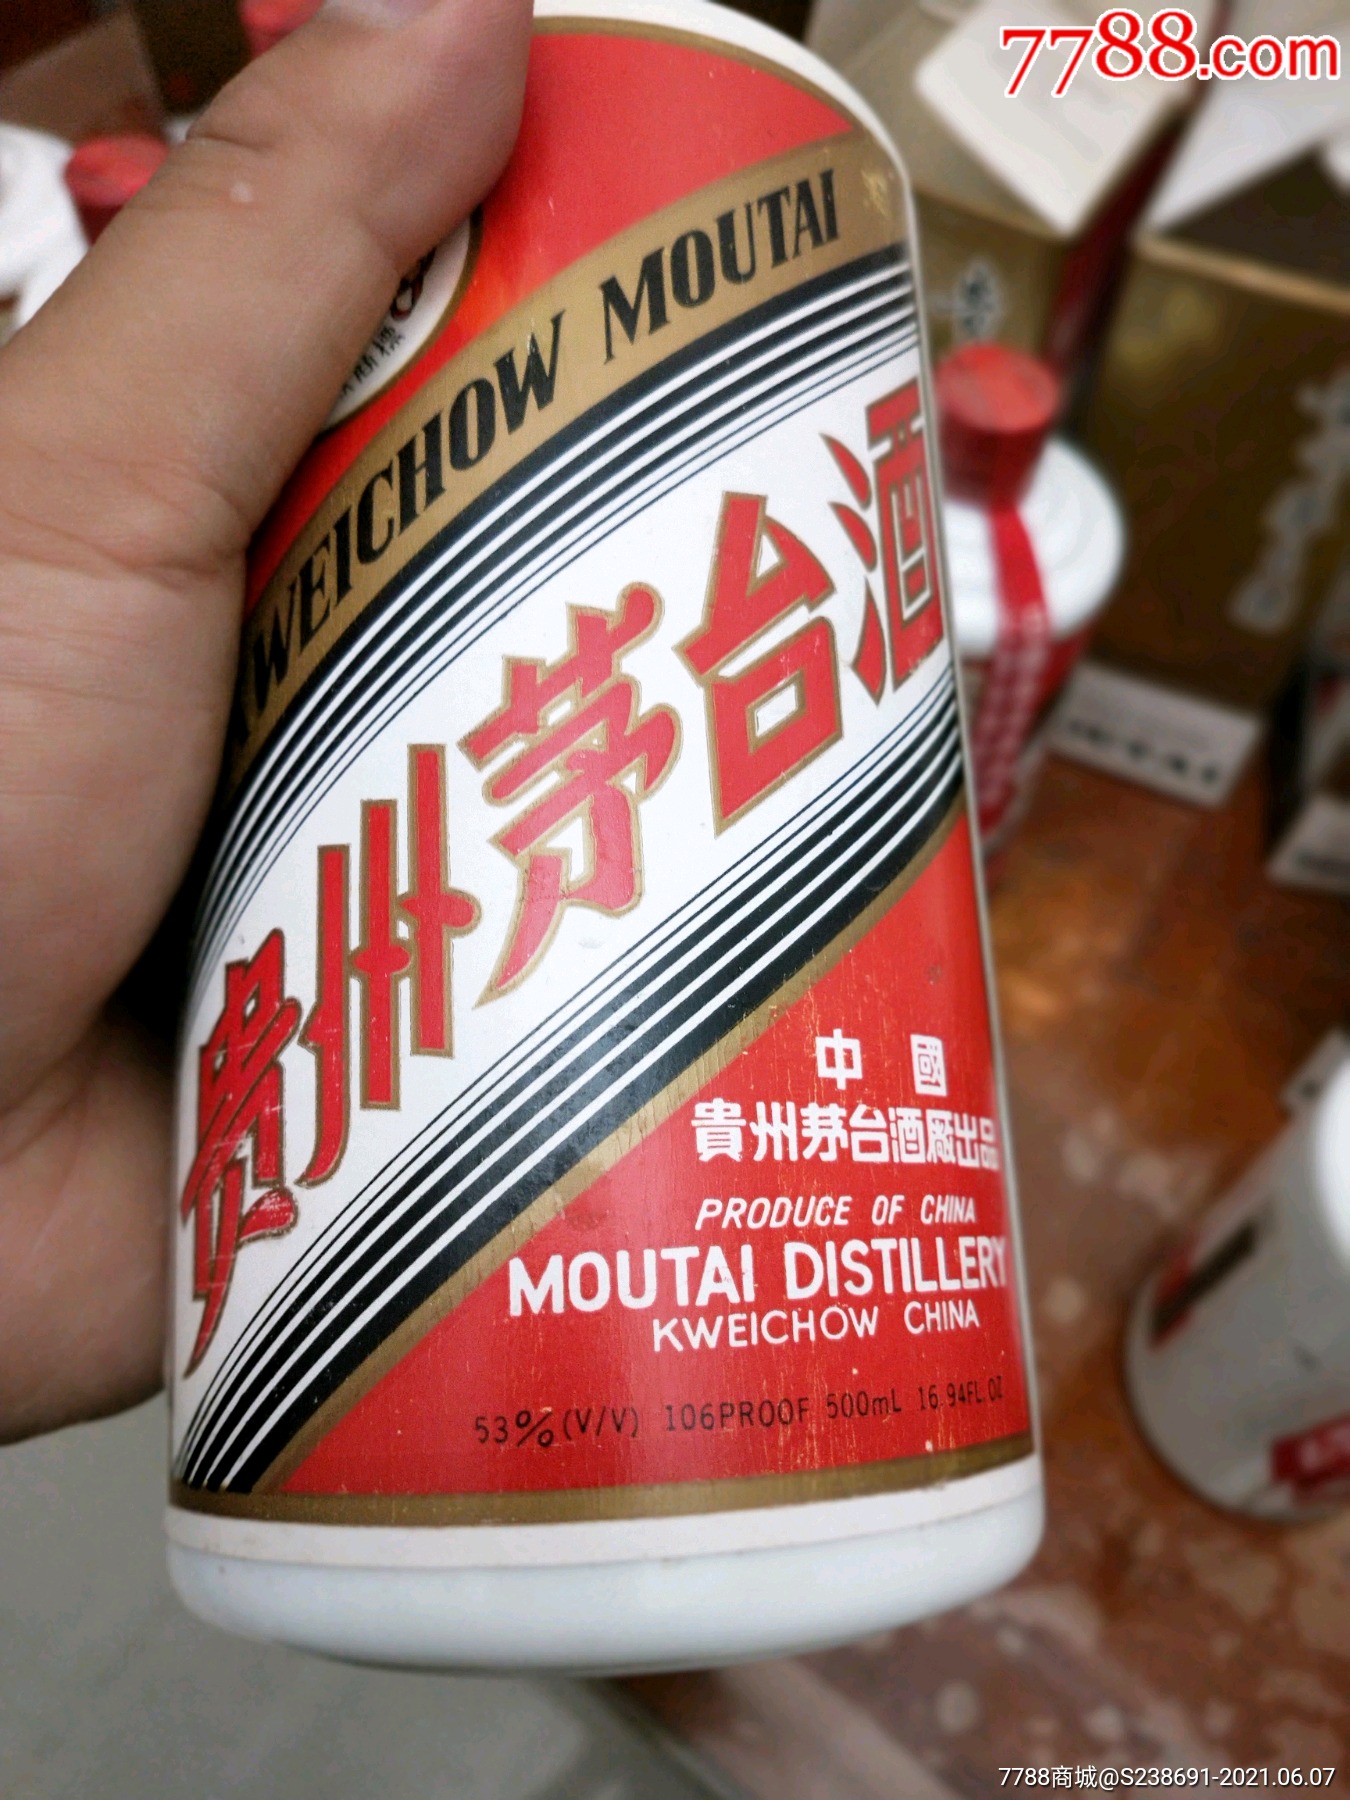 7788.com
KWEICHOW MOUTAI
贵州茅台酒
中國
貴州茅台酒厰出品
PRODUCE OF CHINA
MOUTAI DISTILLERY
KWEICHOW CHINA
53%(V/V) 106PROOF 500mL 16.94FL.OZ
7788商城@S238691-2021.06.07